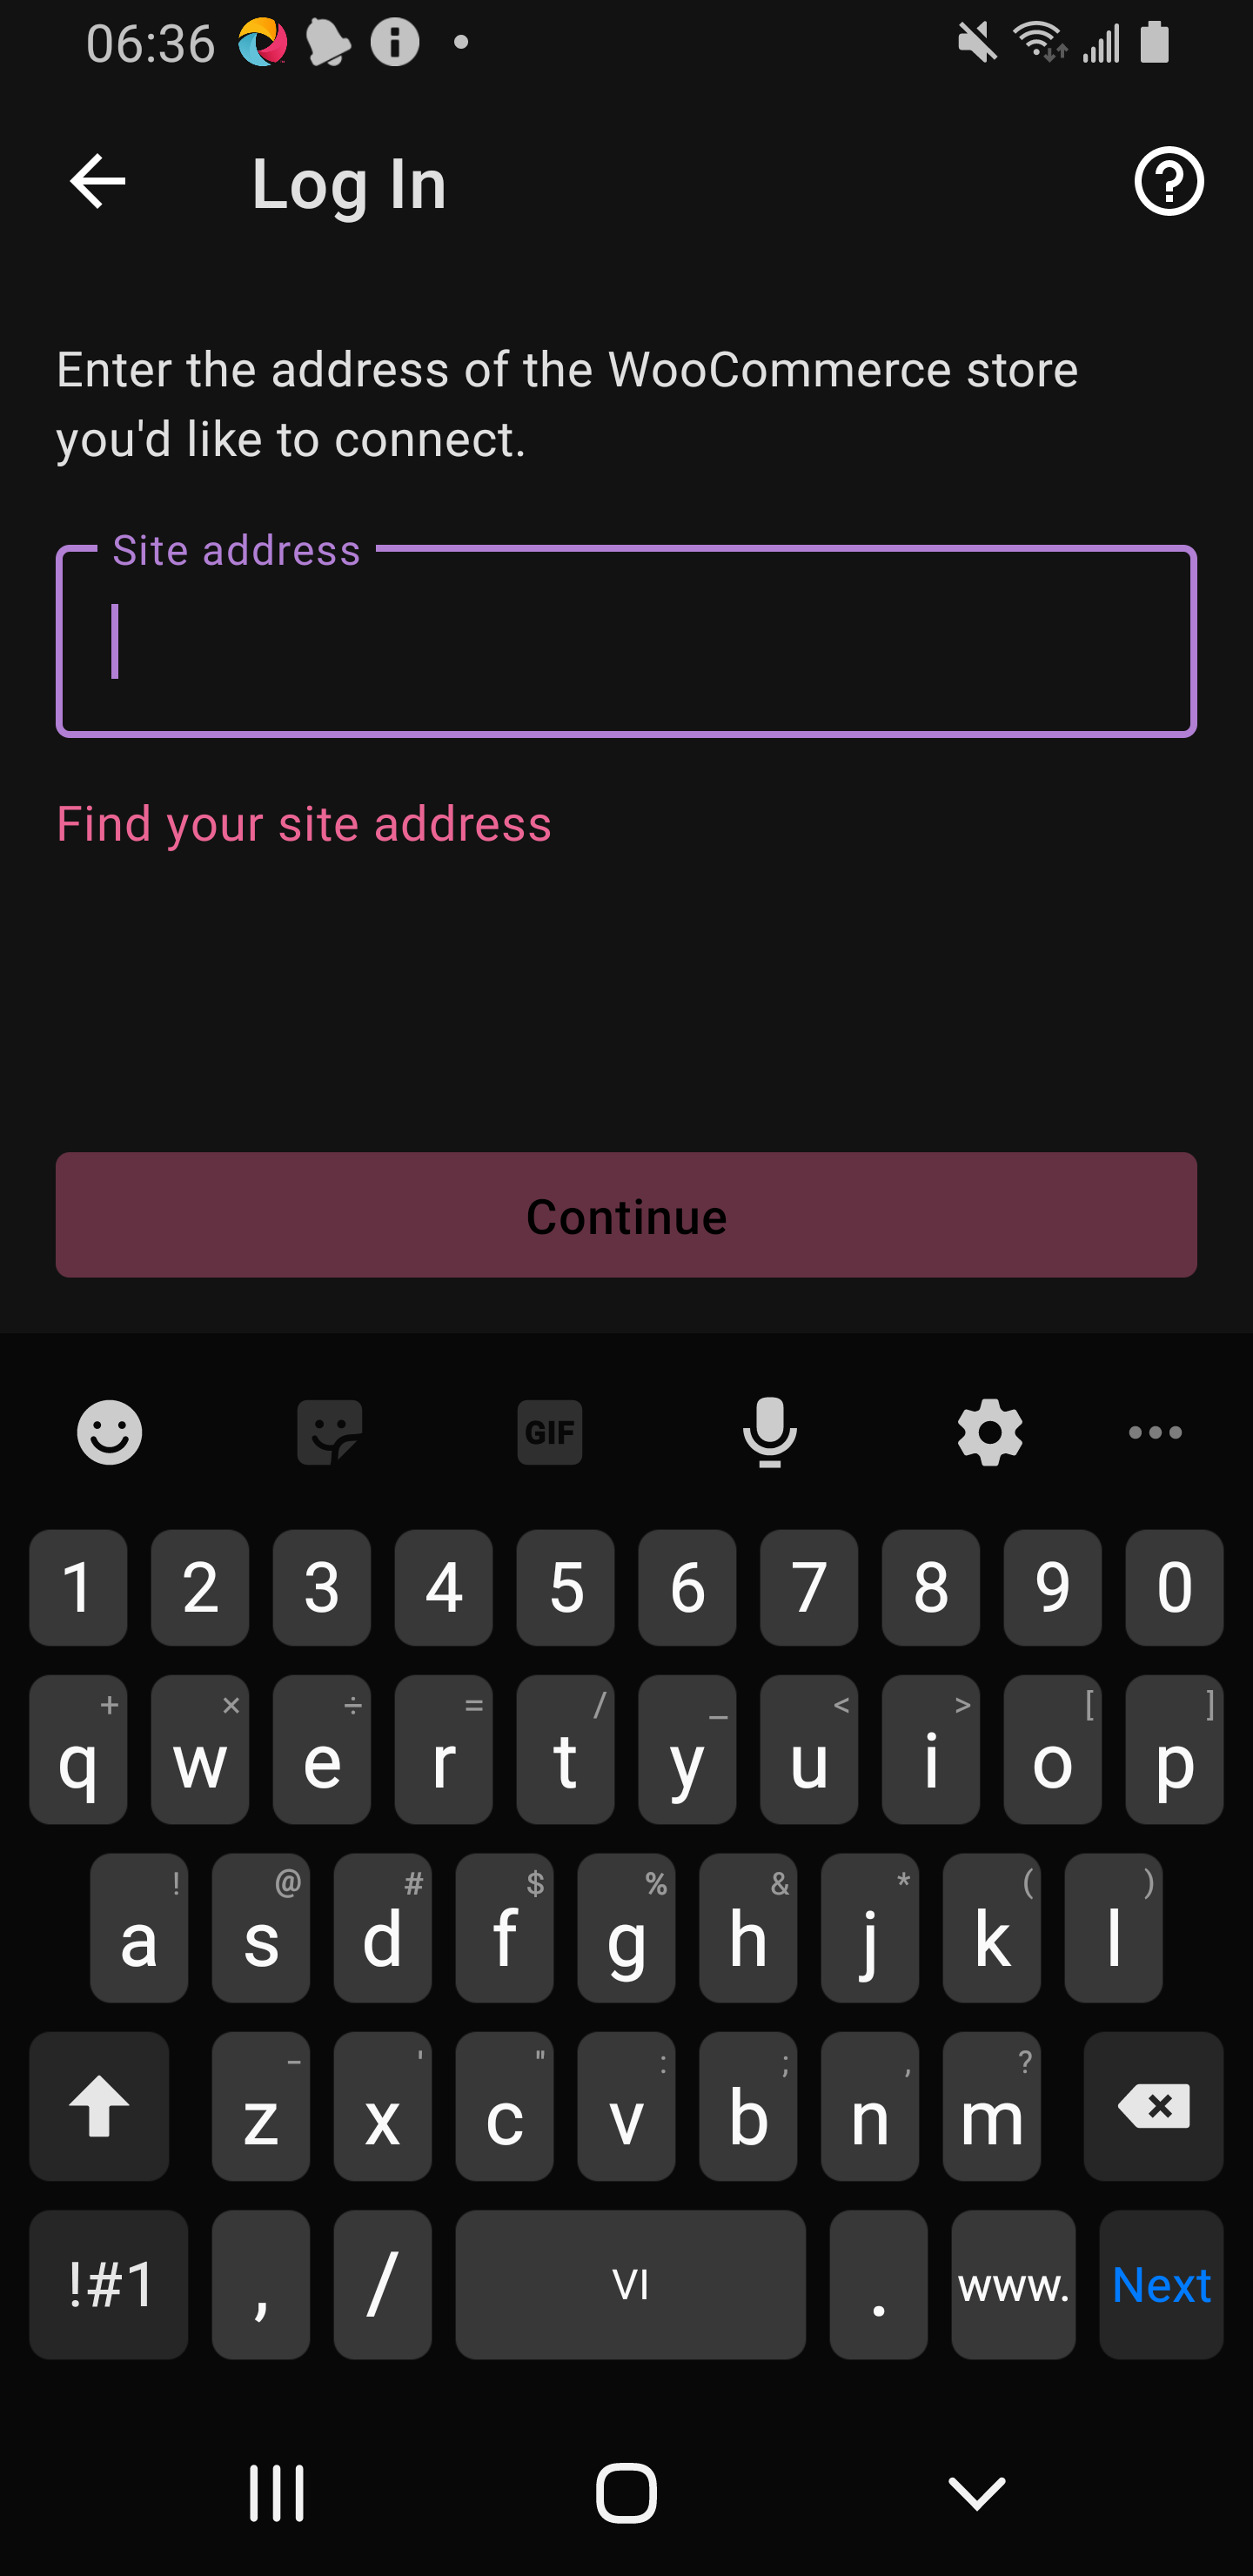 06:36
Log In
Enter the address of the WooCommerce store
you'd like to connect.
Site address
Find your site address
Continue
GIF
1 2 3 4 5 6 7 8 9 0
+ × ÷ = / _ < > [ ]
q w e r t y u i o p
! @ # $ % & * ( )
a s d f g h j k l
- ' " : ; , ?
z x c v b n m
!#1 , / VI . www. Next